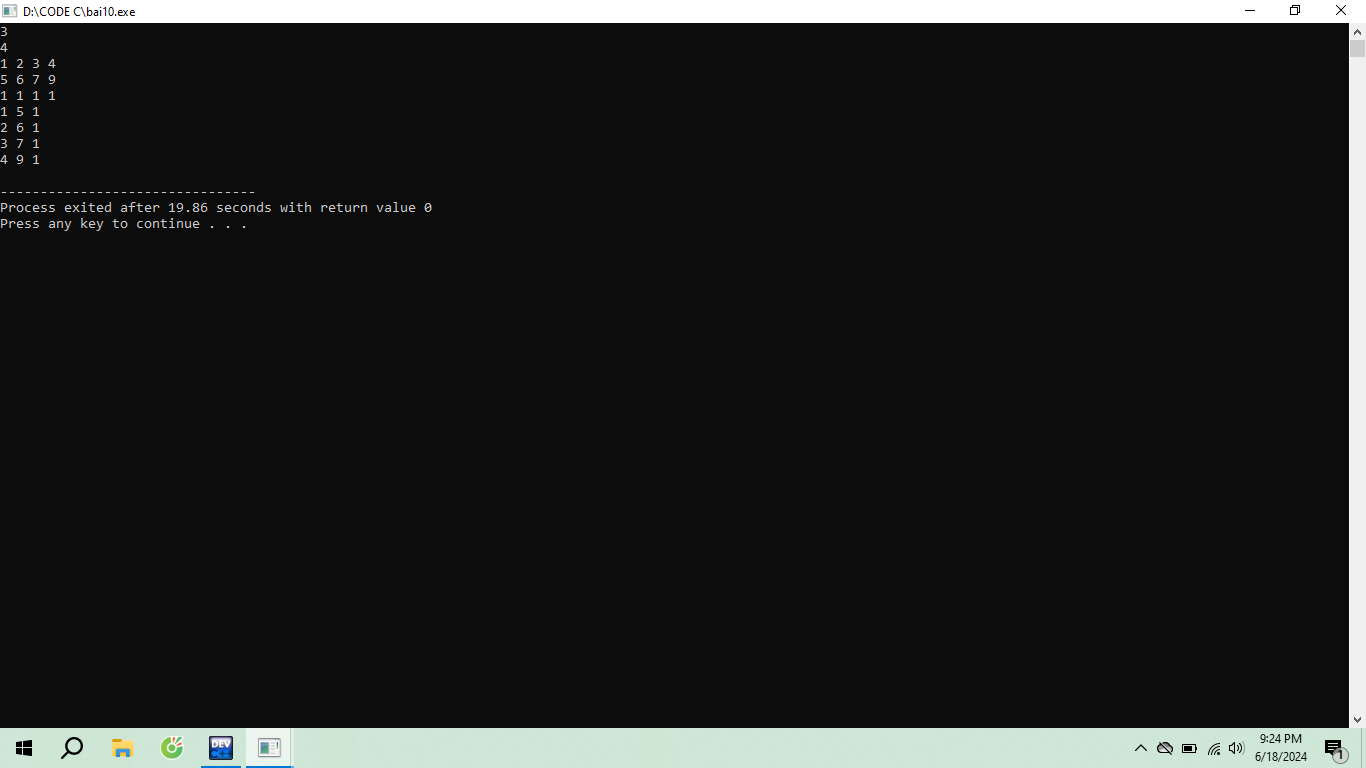 D:\CODE C\bai10.exe
3
4
1 2 3 4
5 6 7 9
1 1 1 1
1 5 1
2 6 1
3 7 1
4 9 1
--------------------------------
Process exited after 19.86 seconds with return value 0
Press any key to continue . . .
DEV
C++
9:24 PM
6/18/2024
1